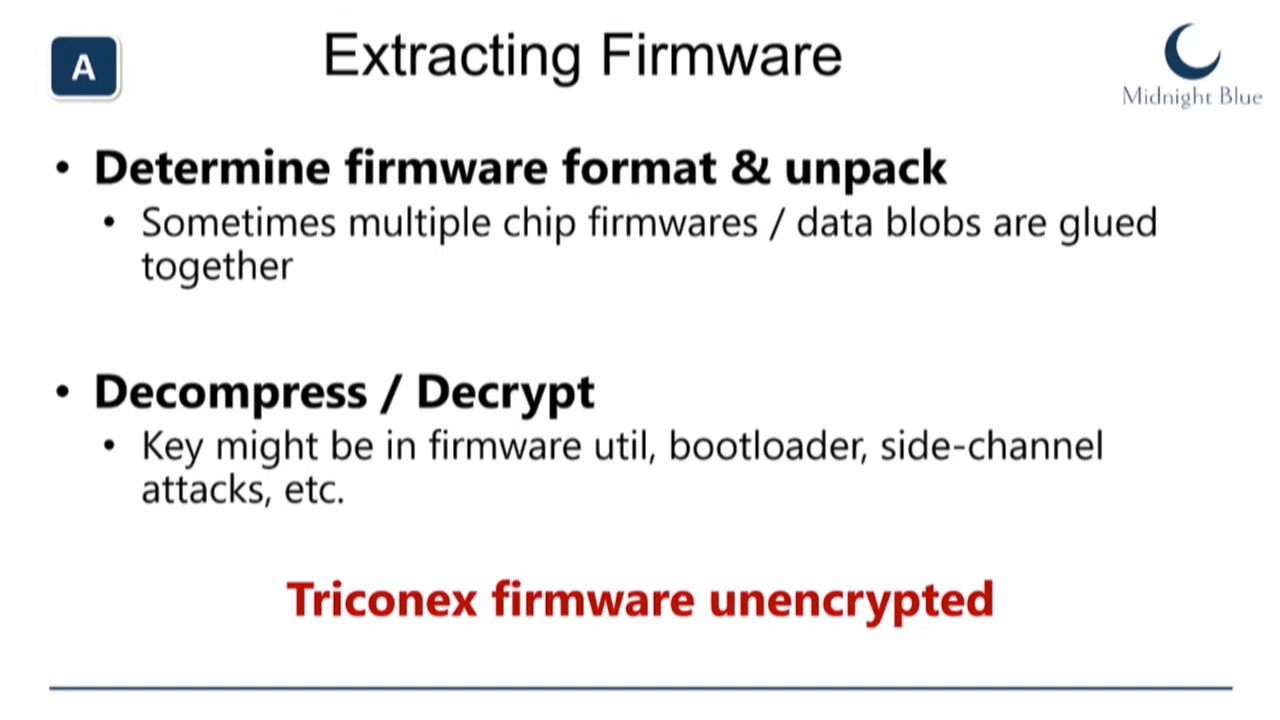 A
Extracting Firmware
Midnight Blue
• Determine firmware format & unpack
• Sometimes multiple chip firmwares / data blobs are glued
together
• Decompress / Decrypt
• Key might be in firmware util, bootloader, side-channel
attacks, etc.
Triconex firmware unencrypted